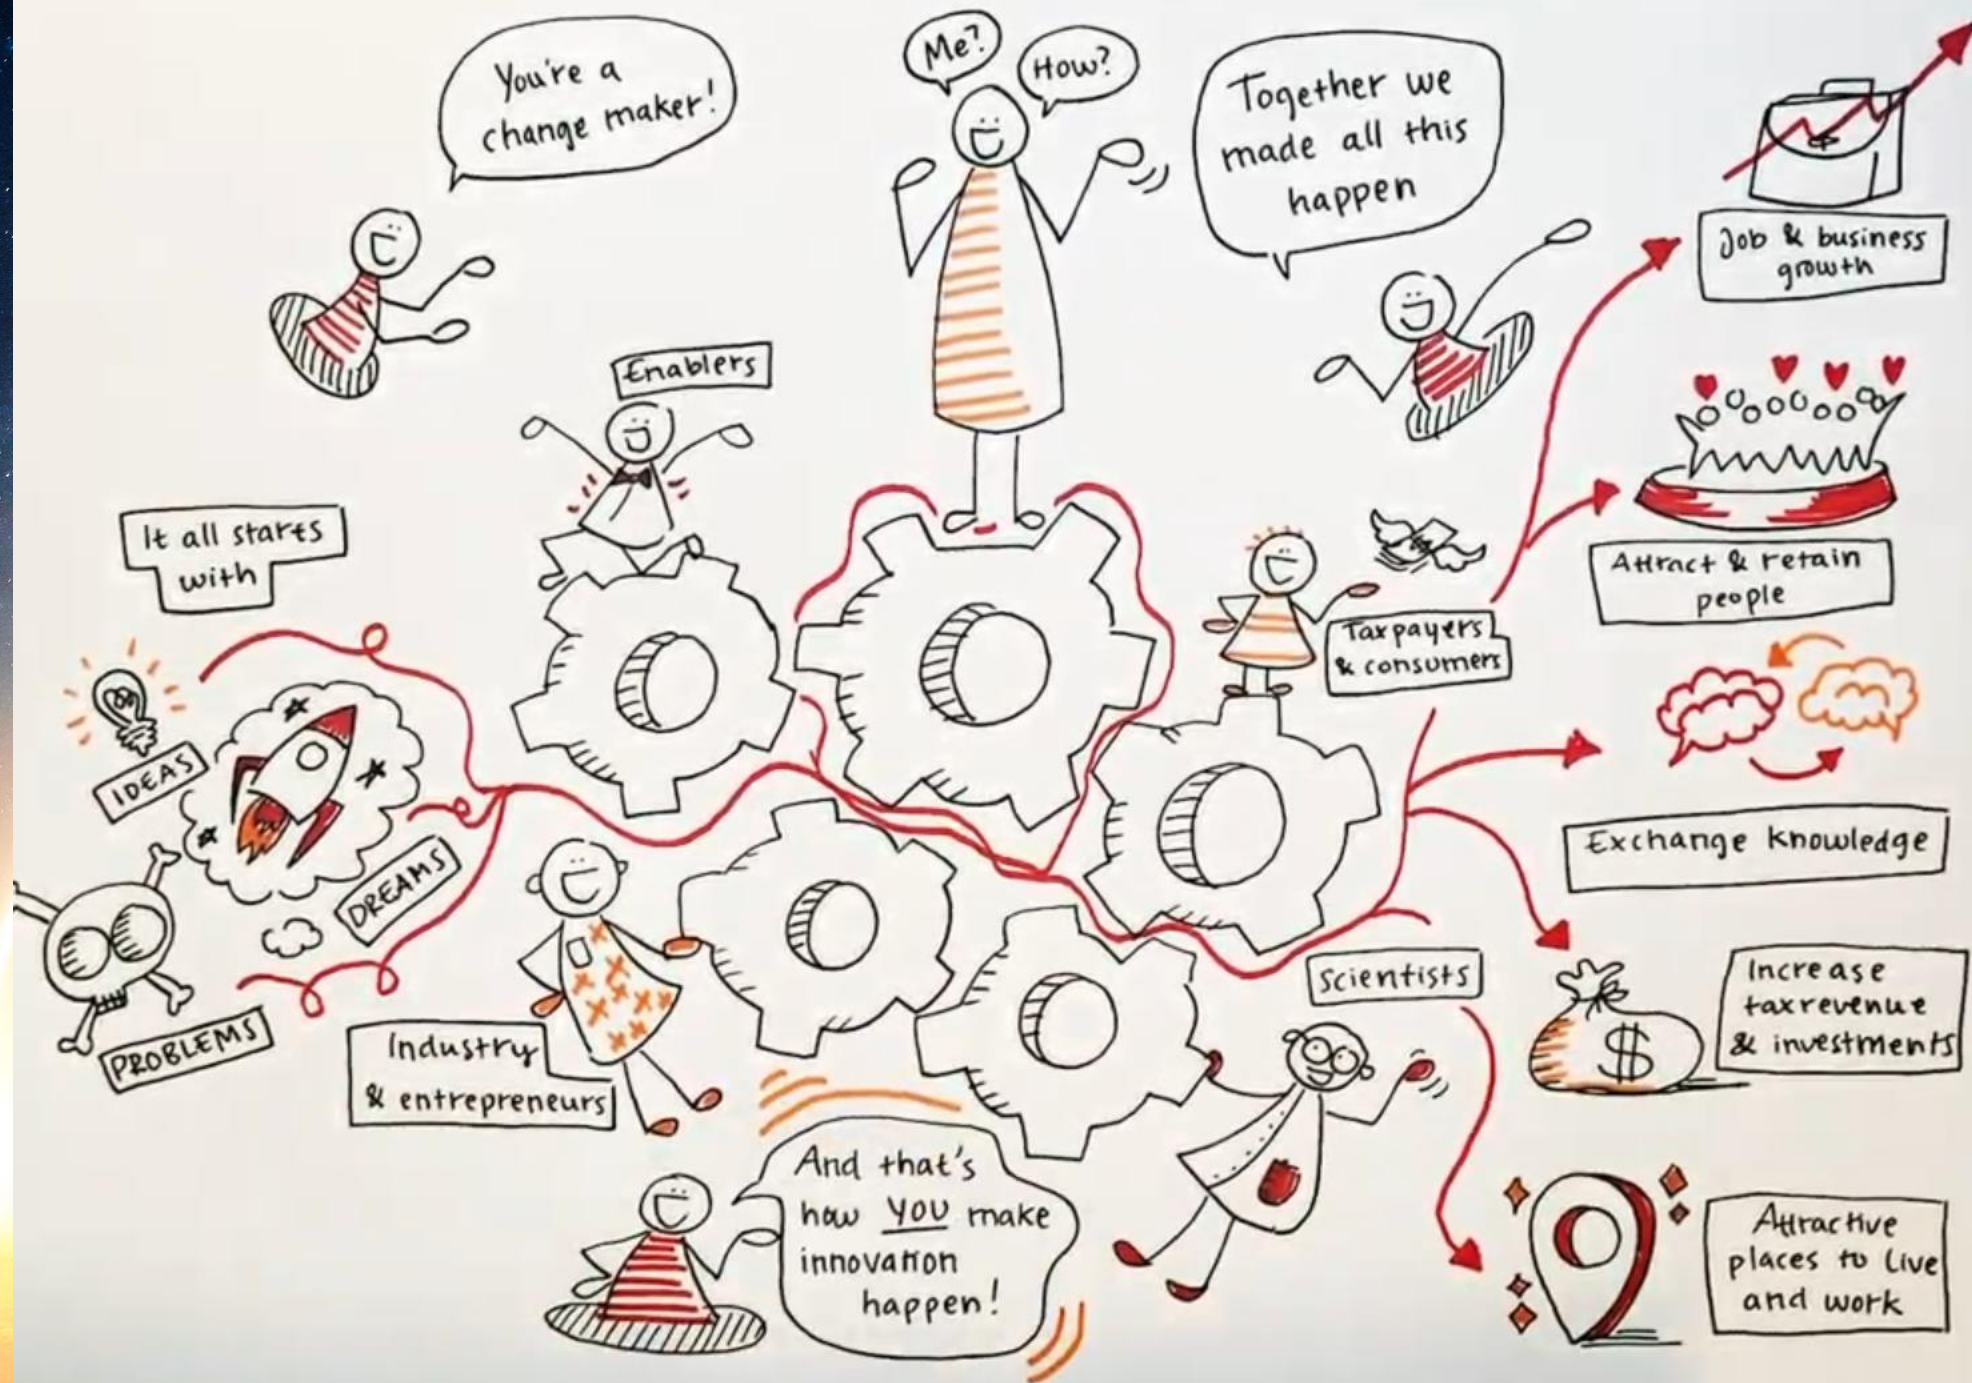 You're a
change maker!
Me?
How?
Together we
made all this
happen
Job & business
growth
Enablers
Attract & retain
people
It all starts
with
Taxpayers
& consumers
IDEAS
DREAMS
PROBLEMS
Exchange knowledge
Industry
& entrepreneurs
Scientists
Increase
tax revenue
& investments
$
And that's
how YOU make
innovation
happen!
Attractive
places to live
and work